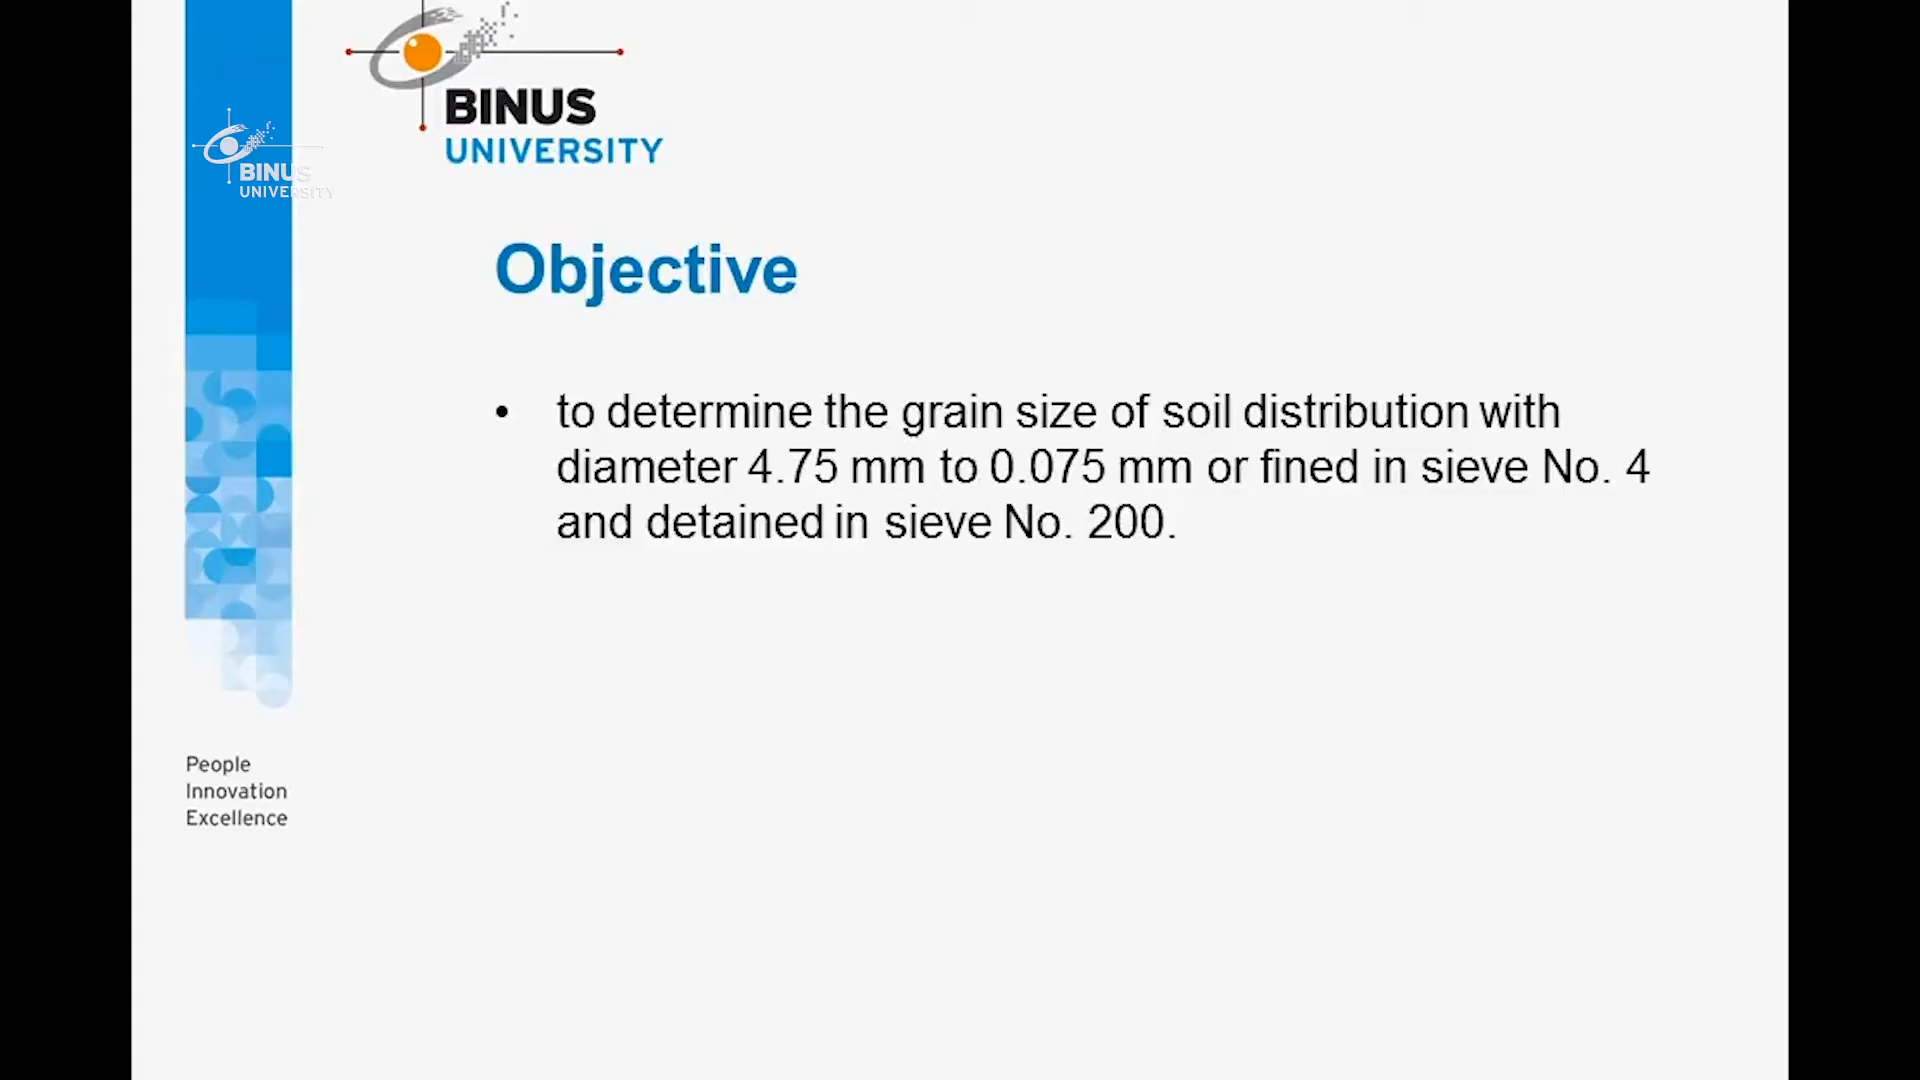 BINUS
UNIVERSITY
BINUS
UNIVERSITY
Objective
• to determine the grain size of soil distribution with
diameter 4.75 mm to 0.075 mm or fined in sieve No. 4
and detained in sieve No. 200.
People
Innovation
Excellence